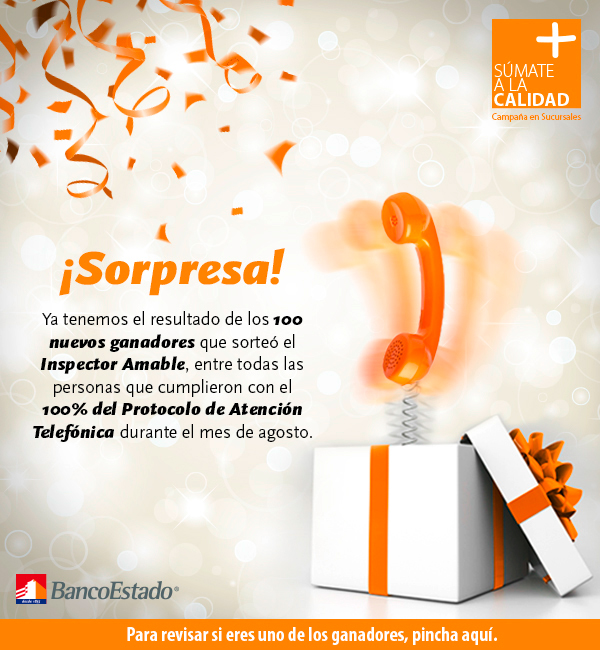 SÚMATE
A LA
CALIDAD
Campaña en Sucursales
¡Sorpresa!
Ya tenemos el resultado de los 100
nuevos ganadores que sorteó el
Inspector Amable, entre todas las
personas que cumplieron con el
100% del Protocolo de Atención
Telefónica durante el mes de agosto.
desde 1855
BancoEstado®
Para revisar si eres uno de los ganadores, pincha aquí.